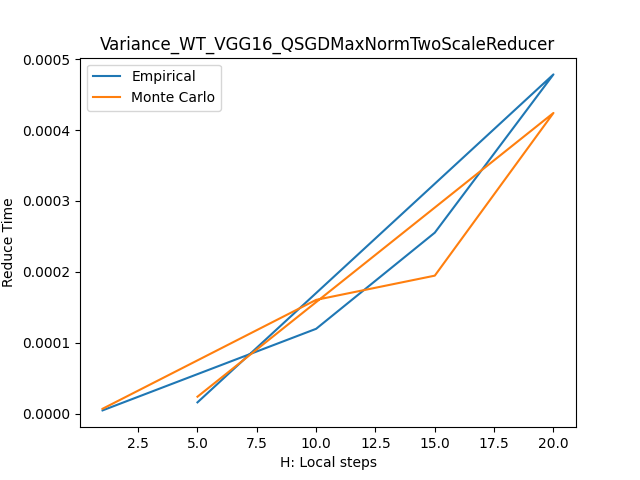 Variance_WT_VGG16_QSGDMaxNormTwoScaleReducer
Empirical
Monte Carlo
Reduce Time
0.0005
0.0004
0.0003
0.0002
0.0001
0.0000
2.5 5.0 7.5 10.0 12.5 15.0 17.5 20.0
H: Local steps